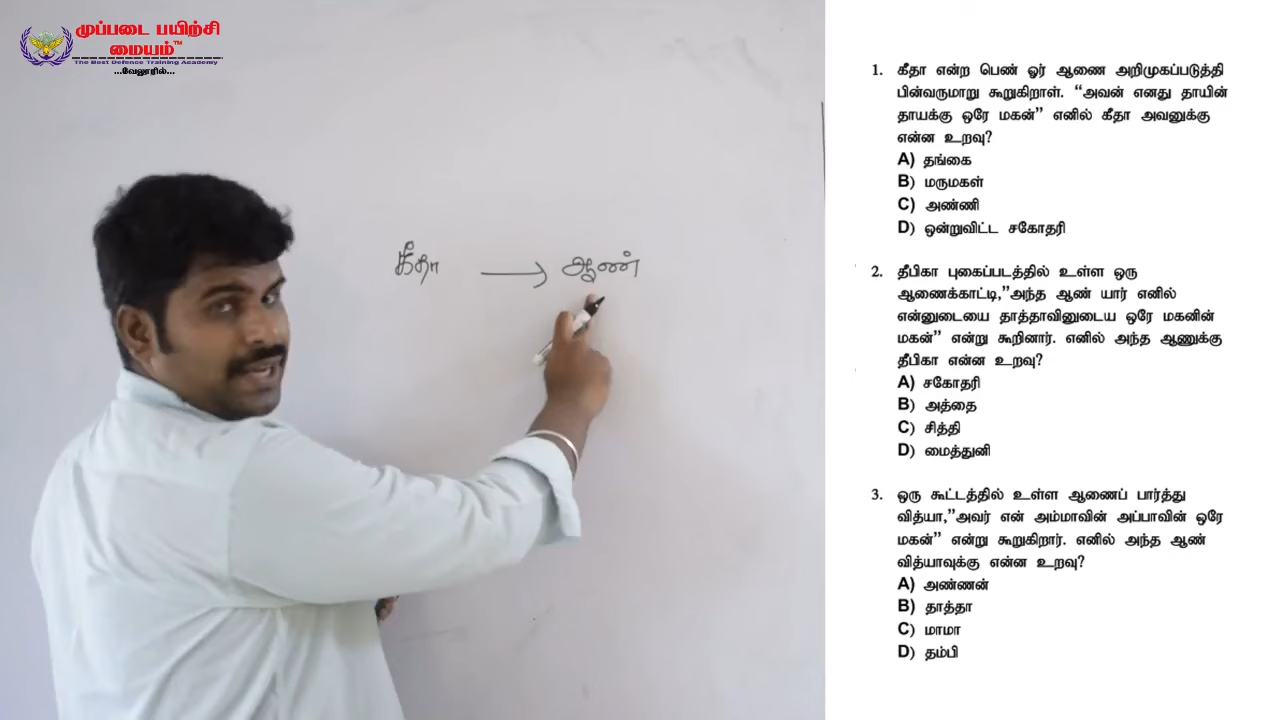 முப்படை பயிற்சி
மையம்™
The Best Defence Training Academy
...வேலூரில்...
கீதா → ஆண்
1. கீதா என்ற பெண் ஓர் ஆணை அறிமுகப்படுத்தி
பின்வருமாறு கூறுகிறாள். “அவன் எனது தாயின்
தாயக்கு ஒரே மகன்” எனில் கீதா அவனுக்கு
என்ன உறவு?
A) தங்கை
B) மருமகள்
C) அண்ணி
D) ஒன்றுவிட்ட சகோதரி
2. தீபிகா புகைப்படத்தில் உள்ள ஒரு
ஆணைக்காட்டி,”அந்த ஆண் யார் எனில்
என்னுடையை தாத்தாவினுடைய ஒரே மகனின்
மகன்” என்று கூறினார். எனில் அந்த ஆணுக்கு
தீபிகா என்ன உறவு?
A) சகோதரி
B) அத்தை
C) சித்தி
D) மைத்துனி
3. ஒரு கூட்டத்தில் உள்ள ஆணைப் பார்த்து
வித்யா,”அவர் என் அம்மாவின் அப்பாவின் ஒரே
மகன்” என்று கூறுகிறார். எனில் அந்த ஆண்
வித்யாவுக்கு என்ன உறவு?
A) அண்ணன்
B) தாத்தா
C) மாமா
D) தம்பி